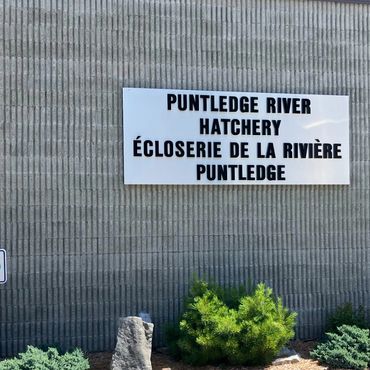 PUNTLEDGE RIVER
HATCHERY
ÉCLOSERIE DE LA RIVIÈRE
PUNTLEDGE